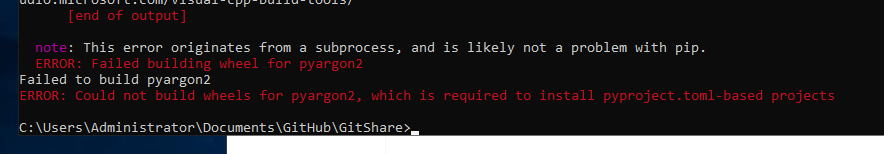 udio.microsoft.com/visual-cpp-build-tools/
[end of output]
note: This error originates from a subprocess, and is likely not a problem with pip.
ERROR: Failed building wheel for pyargon2
Failed to build pyargon2
ERROR: Could not build wheels for pyargon2, which is required to install pyproject.toml-based projects
C:\Users\Administrator\Documents\GitHub\GitShare>